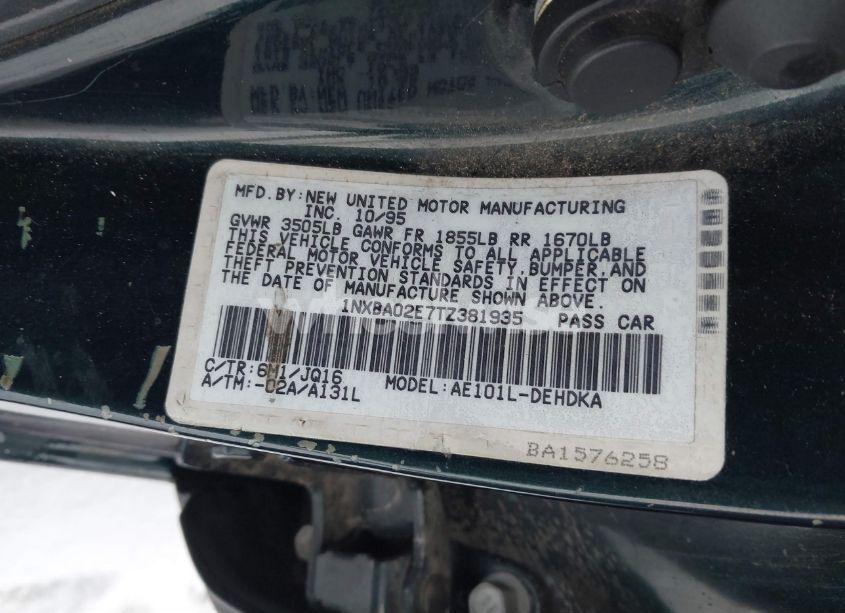 MFD. BY: NEW UNITED MOTOR MANUFACTURING
INC. 10/95
GVWR 3505LB GAWR FR 1855LB RR 1670LB
THIS VEHICLE CONFORMS TO ALL APPLICABLE
FEDERAL MOTOR VEHICLE SAFETY, BUMPER, AND
THEFT PREVENTION STANDARDS IN EFFECT ON
THE DATE OF MANUFACTURE SHOWN ABOVE.
1NXBA02E7TZ381935 PASS CAR
C/TR: 6M1/JQ16
A/TM: -02A/A131L MODEL: AE101L-DEHDKA
BA1576258